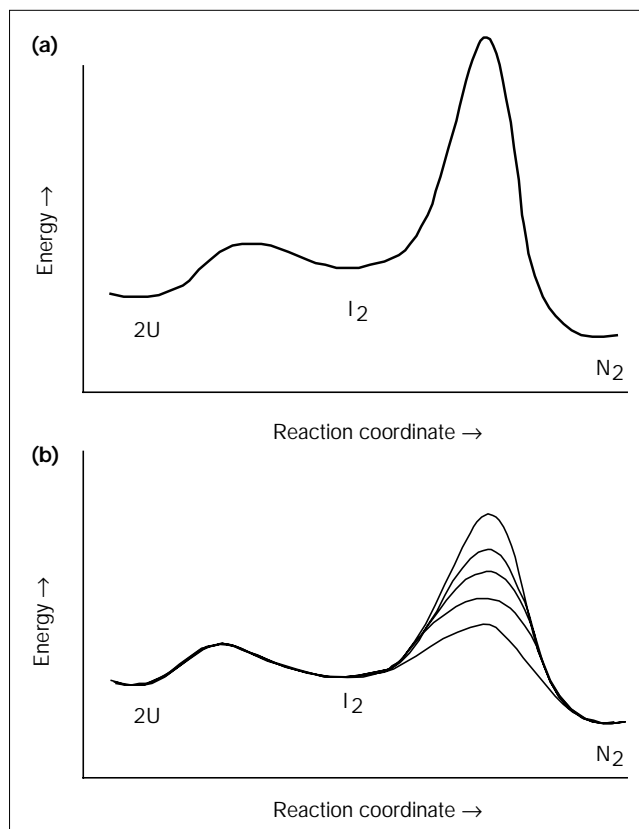 (a)
Energy →
2U
I2
N2
Reaction coordinate →
(b)
Energy →
2U
I2
N2
Reaction coordinate →